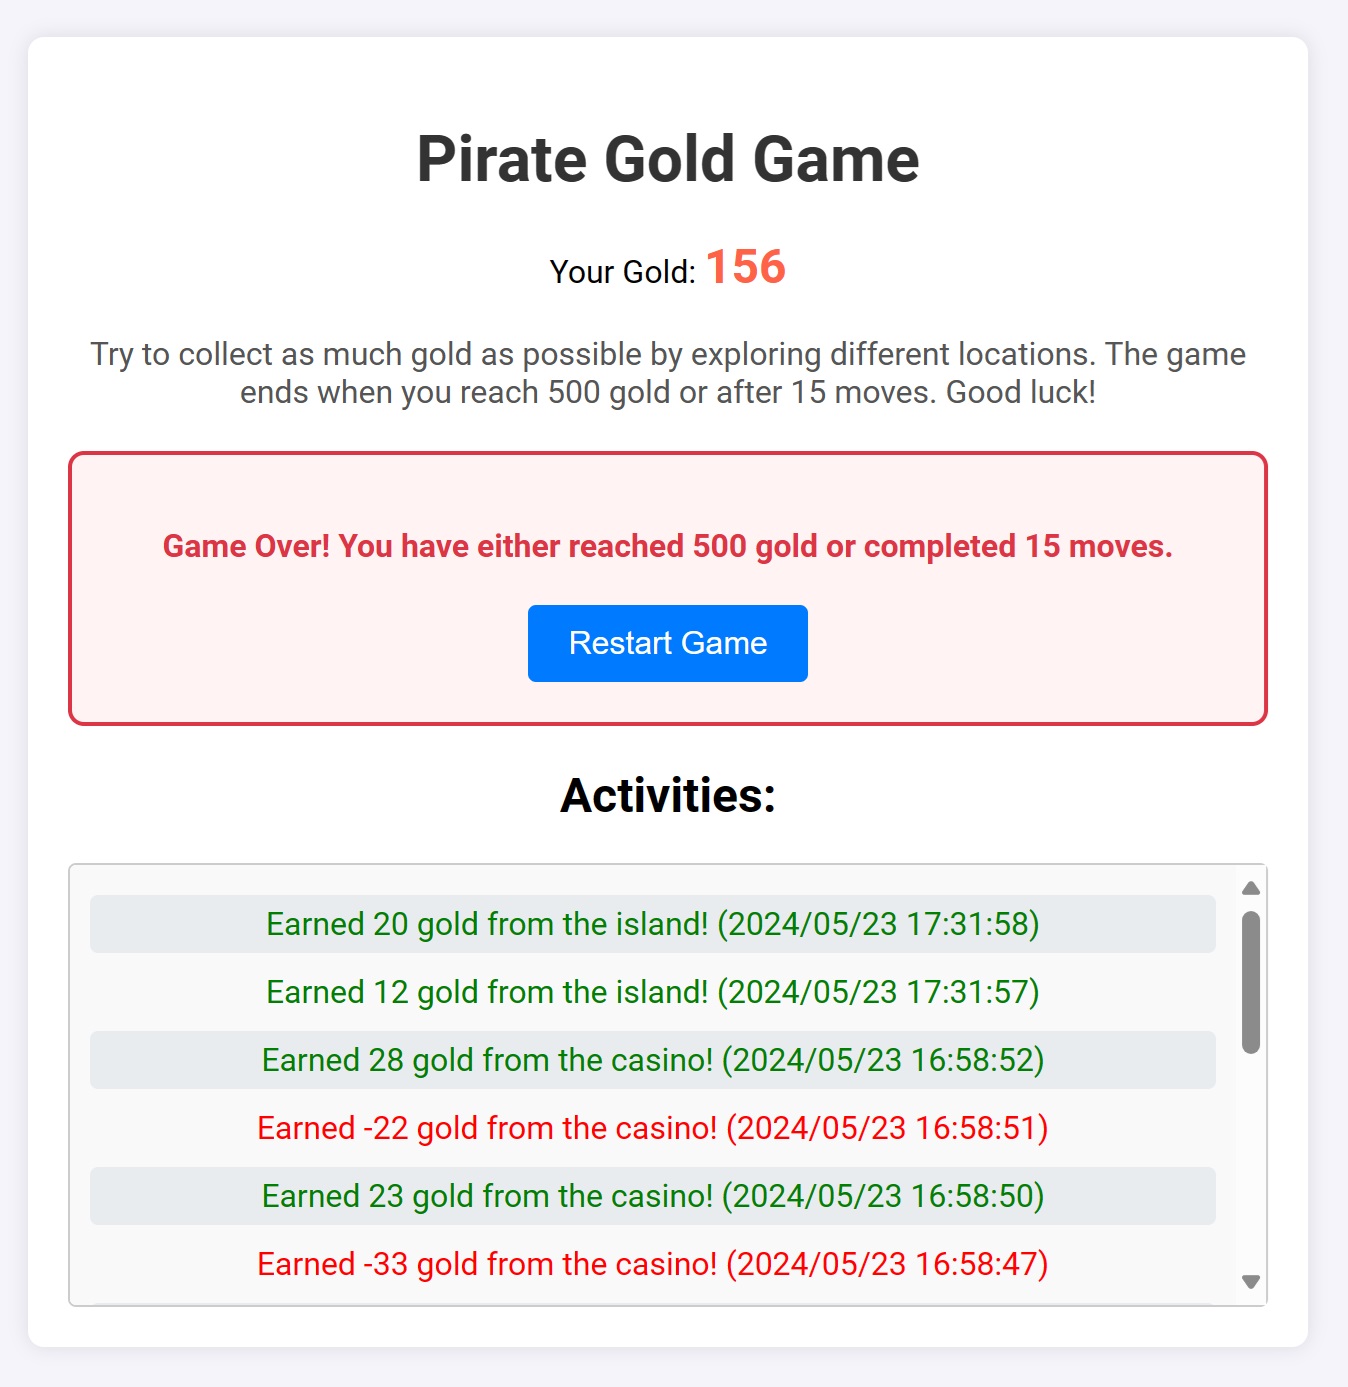 Pirate Gold Game
Your Gold: 156
Try to collect as much gold as possible by exploring different locations. The game
ends when you reach 500 gold or after 15 moves. Good luck!
Game Over! You have either reached 500 gold or completed 15 moves.
Restart Game
Activities:
Earned 20 gold from the island! (2024/05/23 17:31:58)
Earned 12 gold from the island! (2024/05/23 17:31:57)
Earned 28 gold from the casino! (2024/05/23 16:58:52)
Earned -22 gold from the casino! (2024/05/23 16:58:51)
Earned 23 gold from the casino! (2024/05/23 16:58:50)
Earned -33 gold from the casino! (2024/05/23 16:58:47)